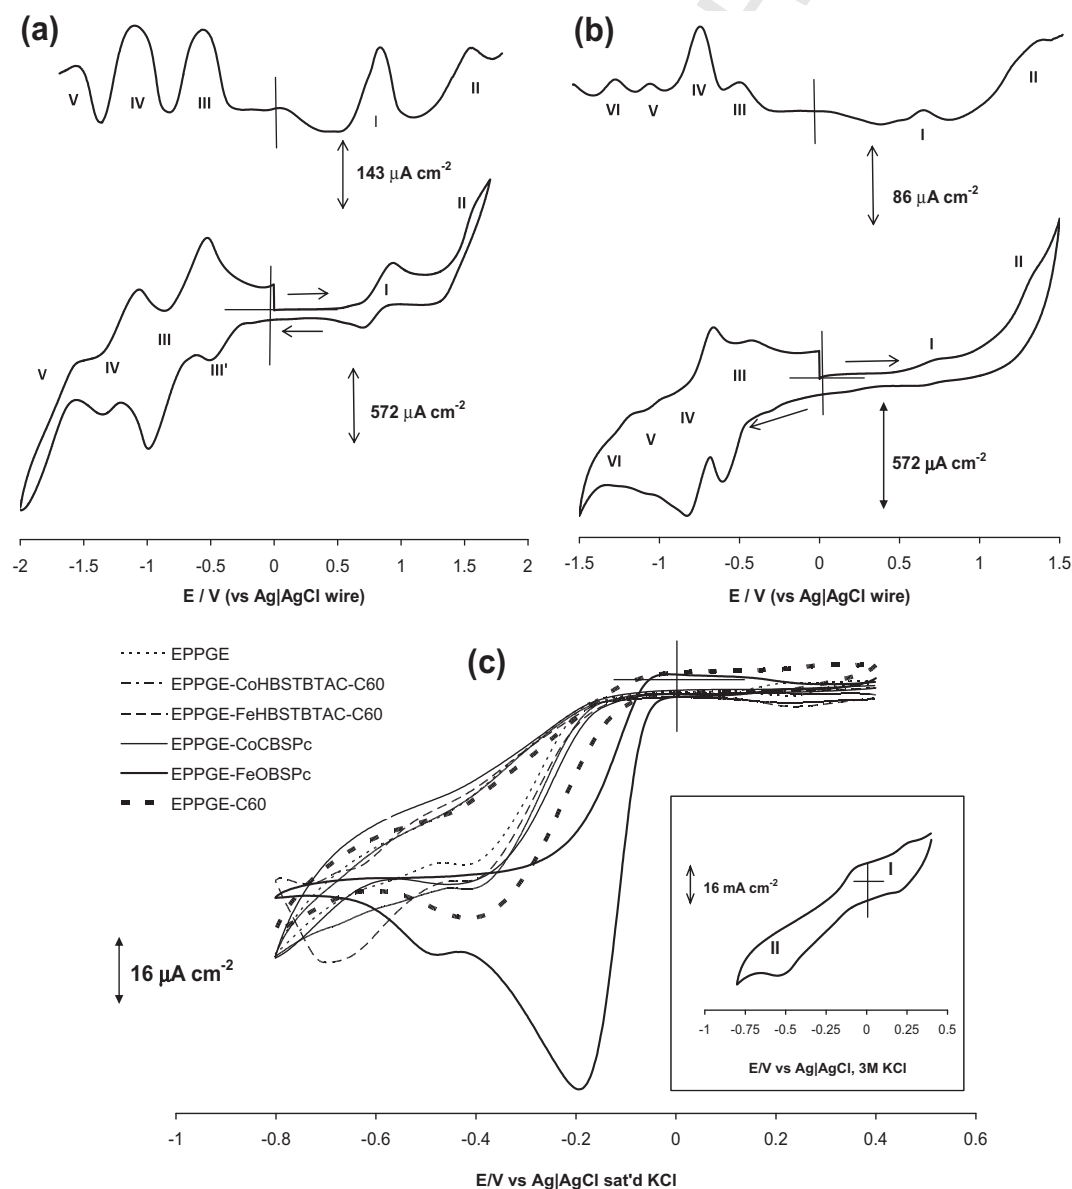 (a)
V
IV
III
I
II
143 µA cm-2
II
I
III
IV
V
III'
572 µA cm-2
-2 -1.5 -1 -0.5 0 0.5 1 1.5 2
E / V (vs Ag|AgCl wire)
(b)
VI
V
IV
III
I
II
86 µA cm-2
II
I
III
IV
V
VI
572 µA cm-2
-1.5 -1 -0.5 0 0.5 1 1.5
E / V (vs Ag|AgCl wire)
(c)
EPPGE
EPPGE-CoHBSTBTAC-C60
EPPGE-FeHBSTBTAC-C60
EPPGE-CoCBSPc
EPPGE-FeOBSPc
EPPGE-C60
16 µA cm-2
16 mA cm-2
I
II
-1 -0.75 -0.5 -0.25 0 0.25 0.5
E/V vs Ag|AgCl, 3M KCl
-1 -0.8 -0.6 -0.4 -0.2 0 0.2 0.4 0.6
E/V vs Ag|AgCl sat'd KCl